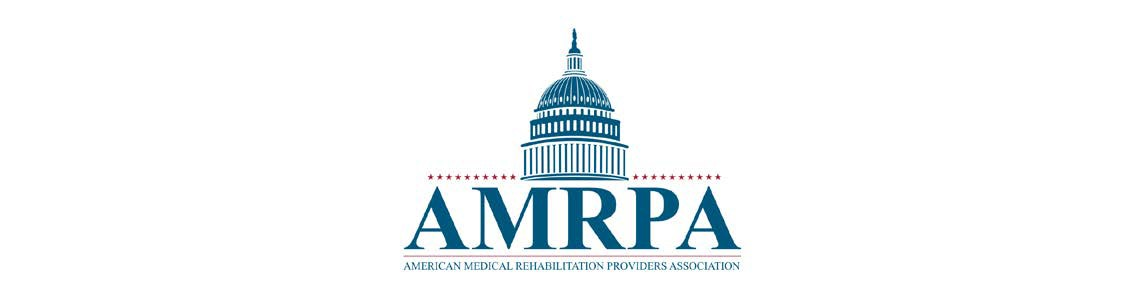 AMRPA
AMERICAN MEDICAL REHABILITATION PROVIDERS ASSOCIATION